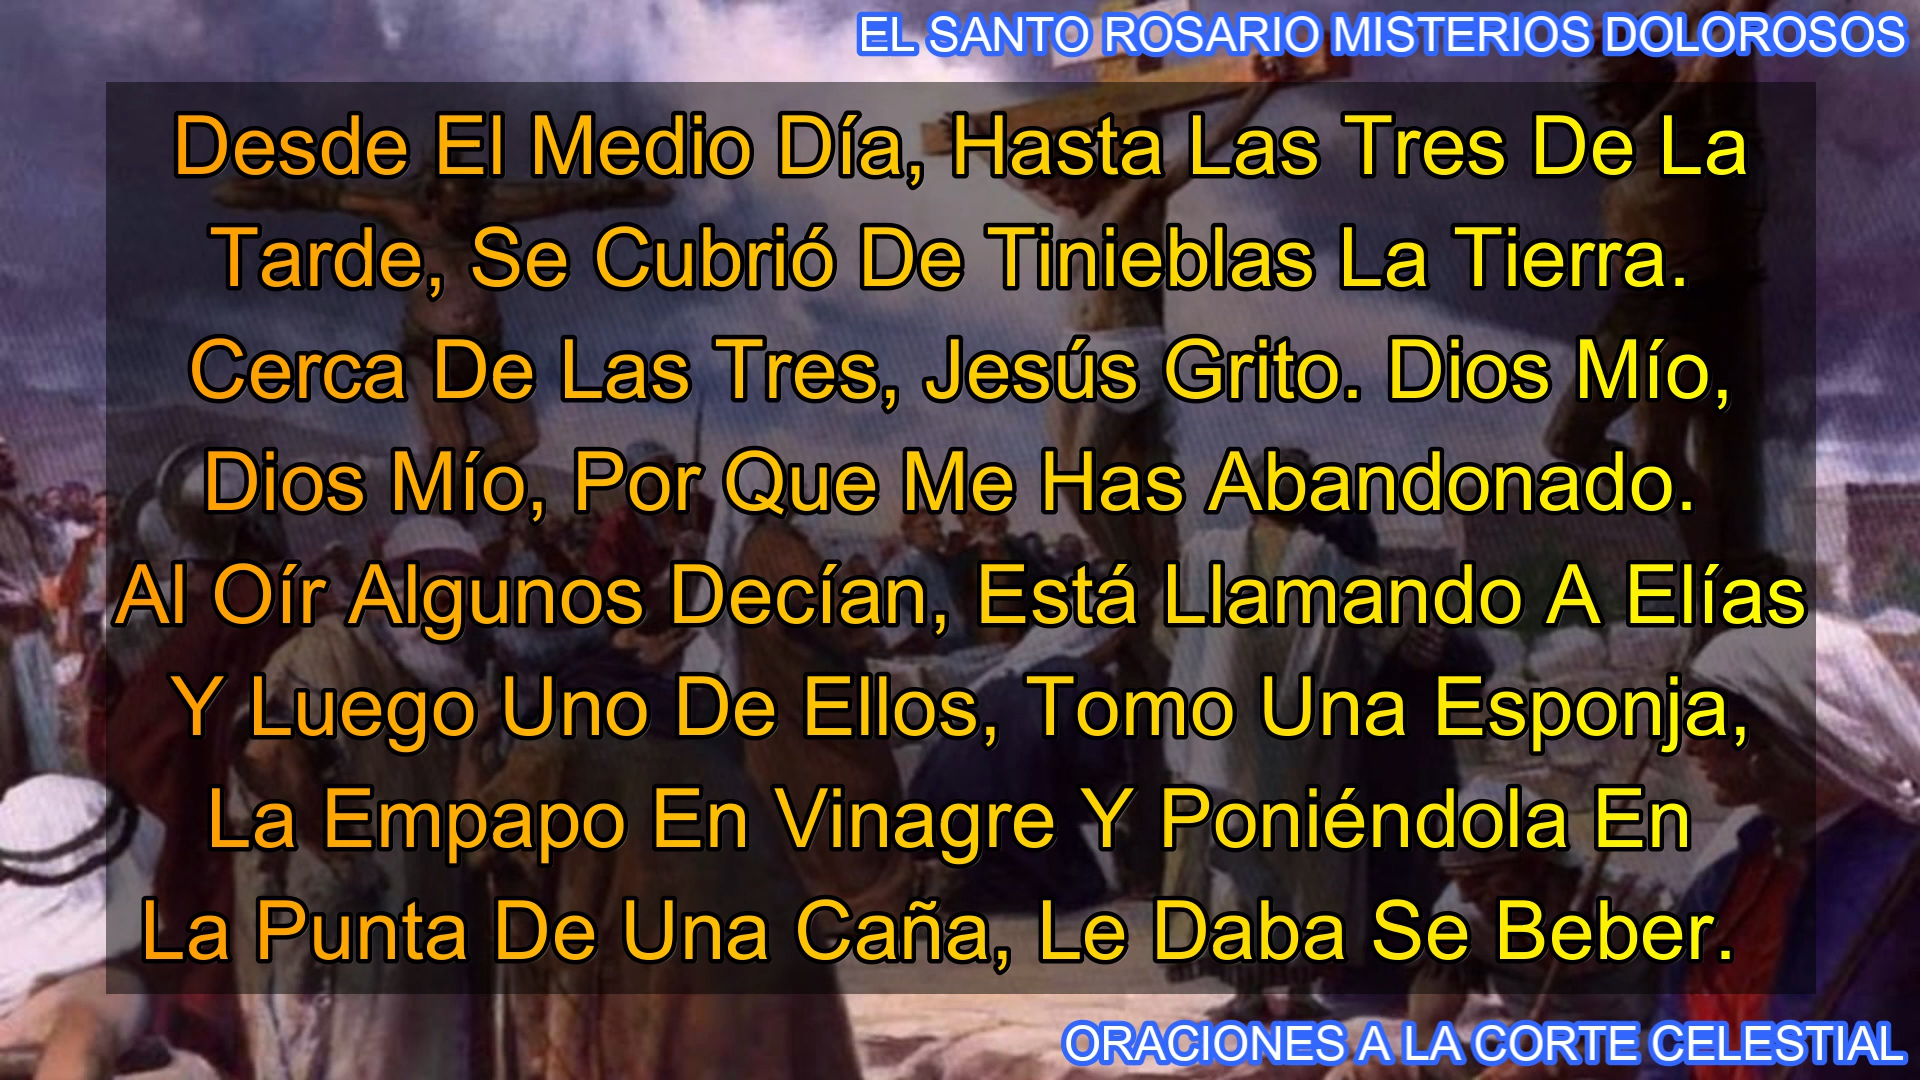 EL SANTO ROSARIO MISTERIOS DOLOROSOS
Desde El Medio Día, Hasta Las Tres De La
Tarde, Se Cubrió De Tinieblas La Tierra.
Cerca De Las Tres, Jesús Grito. Dios Mío,
Dios Mío, Por Que Me Has Abandonado.
Al Oír Algunos Decían, Está Llamando A Elías
Y Luego Uno De Ellos, Tomo Una Esponja,
La Empapo En Vinagre Y Poniéndola En
La Punta De Una Caña, Le Daba Se Beber.
ORACIONES A LA CORTE CELESTIAL